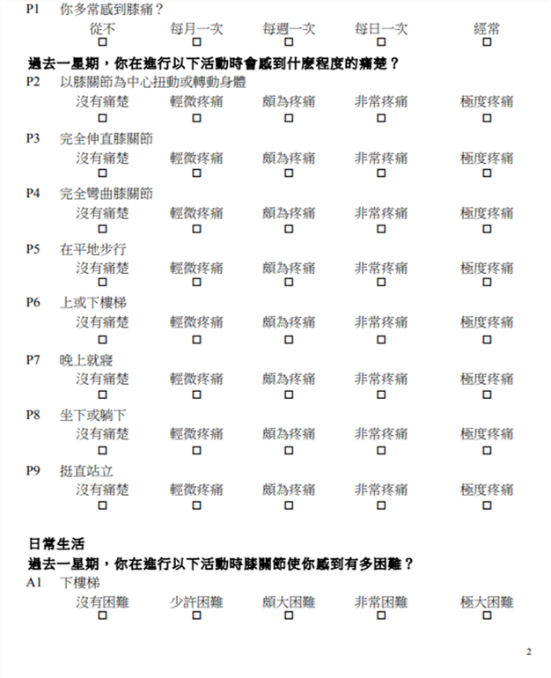 P1 你多常感到膝痛？
從不 每月一次 每週一次 每日一次 經常
□ □ □ □ □
過去一星期，你在進行以下活動時會感到什麼程度的痛楚？
P2 以膝關節為中心扭動或轉動身體
沒有痛楚 輕微疼痛 頗為疼痛 非常疼痛 極度疼痛
□ □ □ □ □
P3 完全伸直膝關節
沒有痛楚 輕微疼痛 頗為疼痛 非常疼痛 極度疼痛
□ □ □ □ □
P4 完全彎曲膝關節
沒有痛楚 輕微疼痛 頗為疼痛 非常疼痛 極度疼痛
□ □ □ □ □
P5 在平地步行
沒有痛楚 輕微疼痛 頗為疼痛 非常疼痛 極度疼痛
□ □ □ □ □
P6 上或下樓梯
沒有痛楚 輕微疼痛 頗為疼痛 非常疼痛 極度疼痛
□ □ □ □ □
P7 晚上就寢
沒有痛楚 輕微疼痛 頗為疼痛 非常疼痛 極度疼痛
□ □ □ □ □
P8 坐下或躺下
沒有痛楚 輕微疼痛 頗為疼痛 非常疼痛 極度疼痛
□ □ □ □ □
P9 挺直站立
沒有痛楚 輕微疼痛 頗為疼痛 非常疼痛 極度疼痛
□ □ □ □ □
日常生活
過去一星期，你在進行以下活動時膝關節使你感到有多困難？
A1 下樓梯
沒有困難 少許困難 頗大困難 非常困難 極大困難
□ □ □ □ □
2